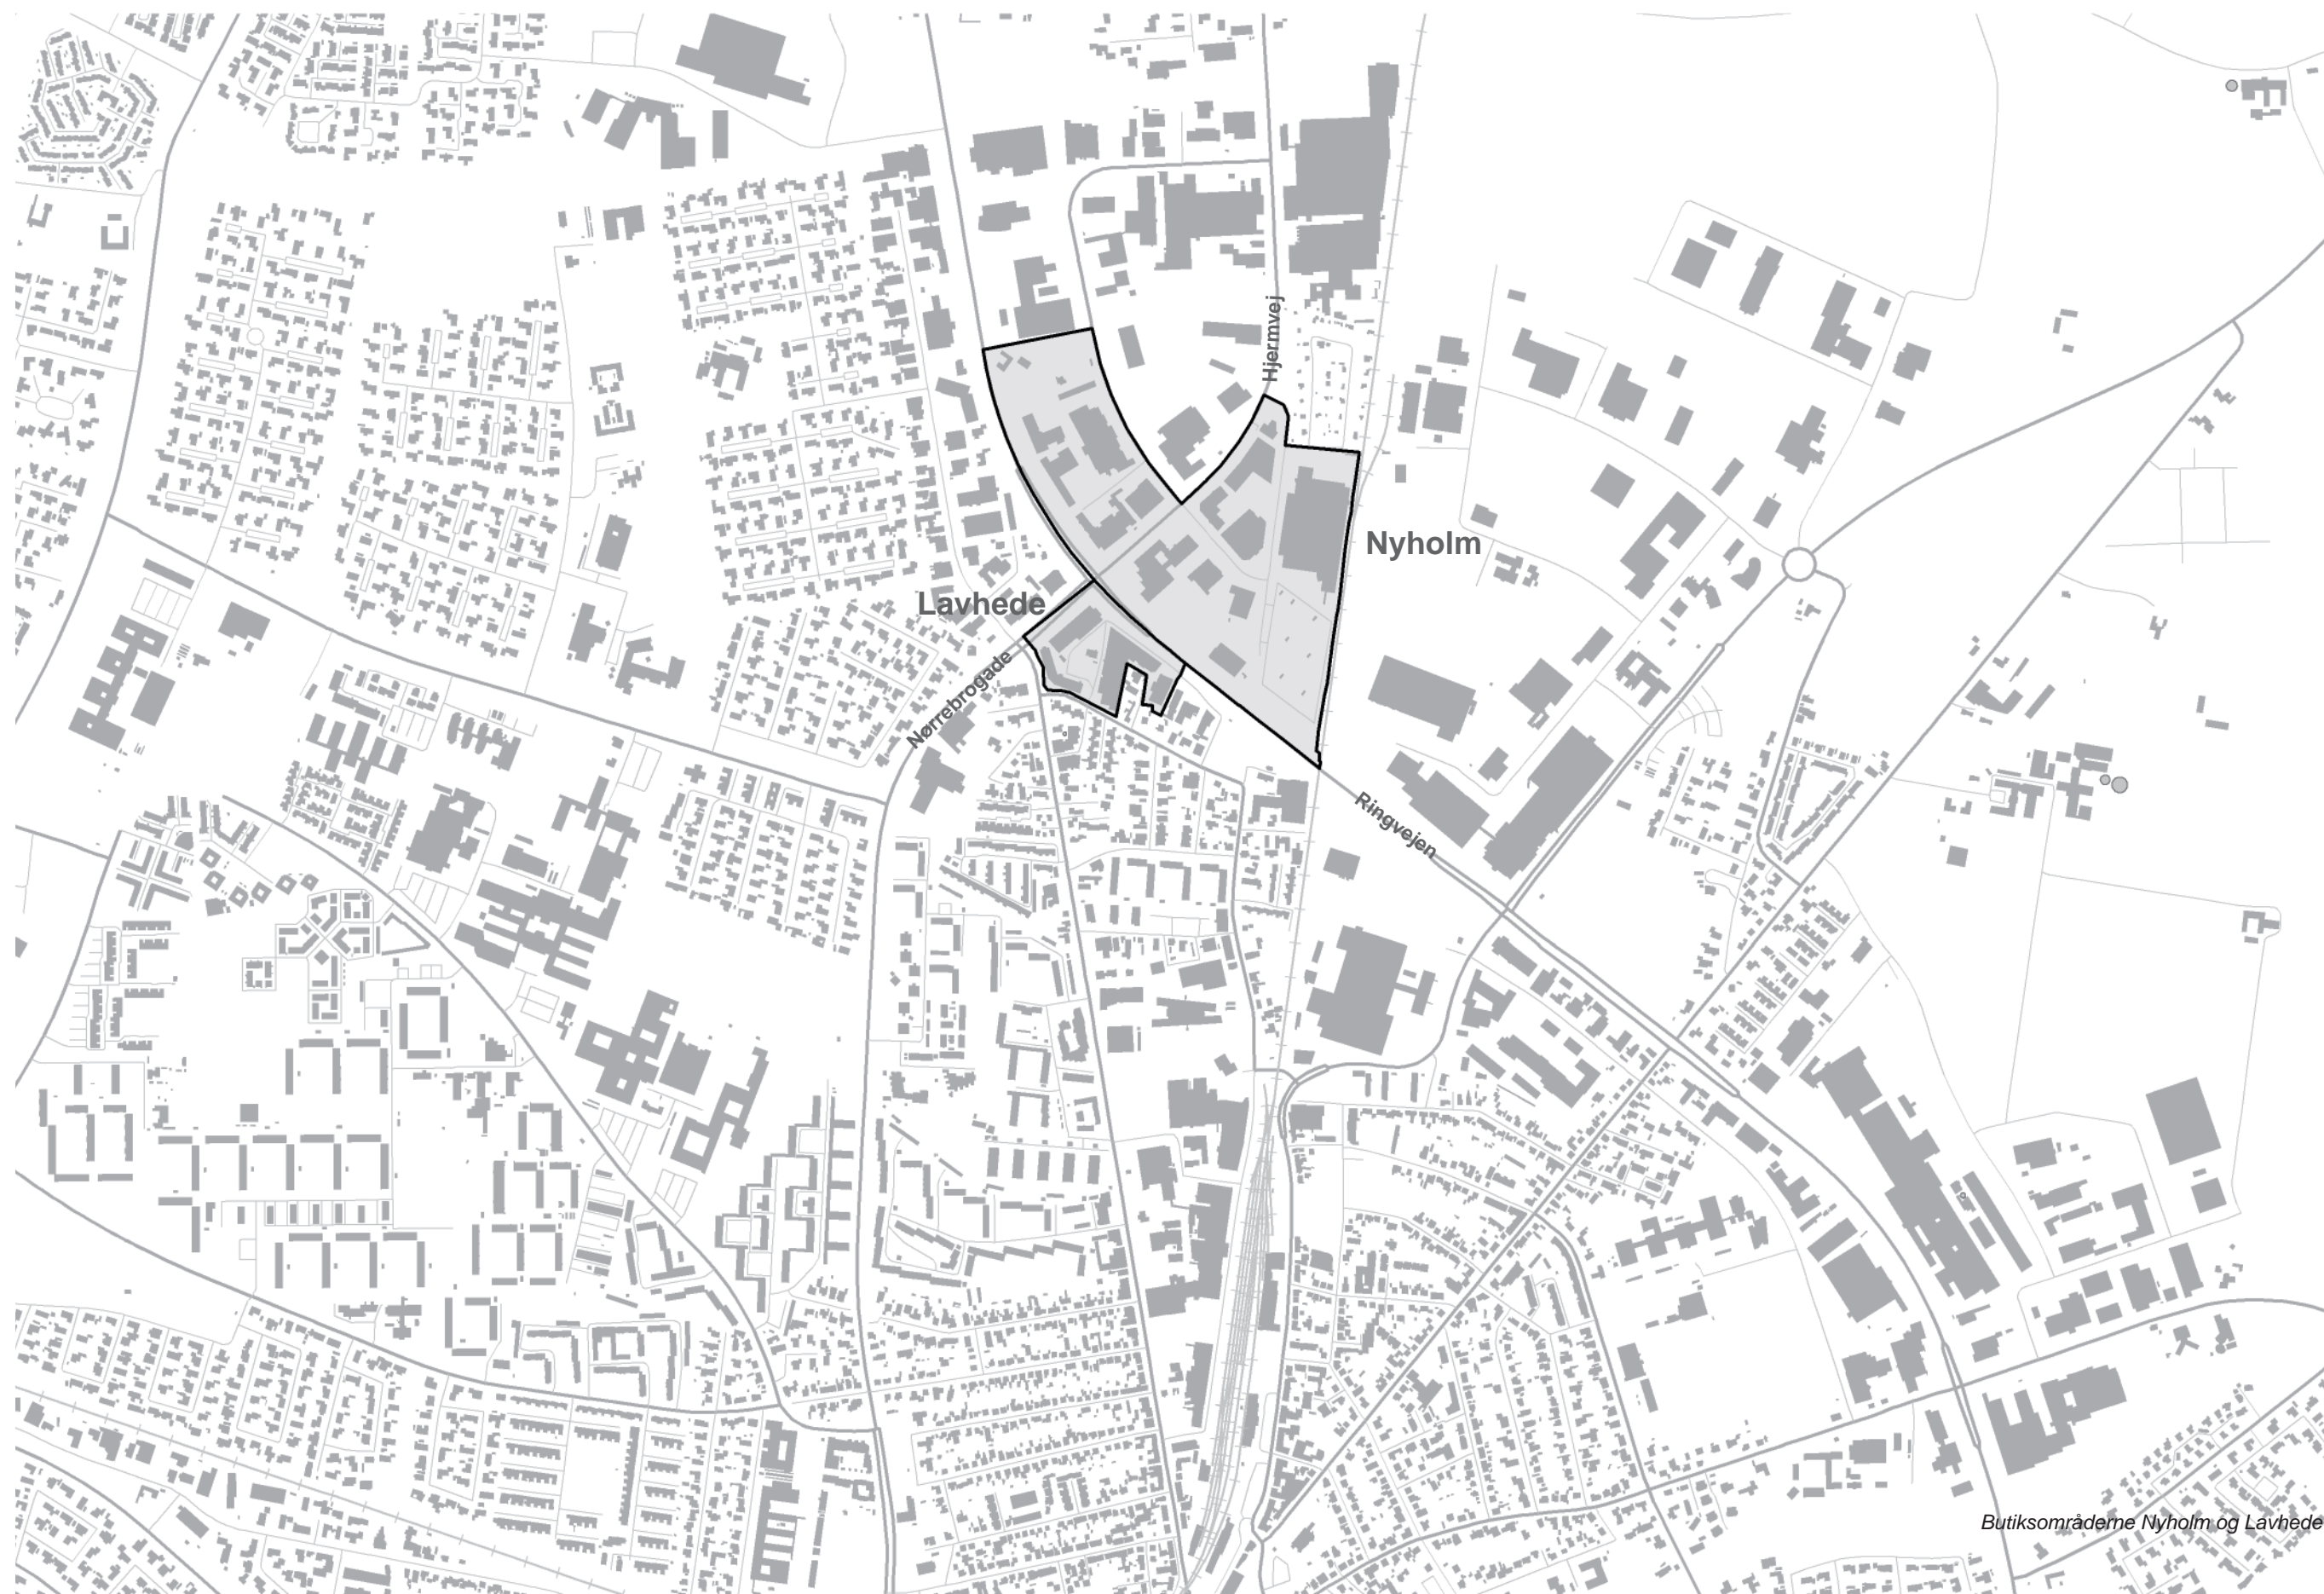 Hjermvej
Nyholm
Lavhede
Nørrebrogade
Ringvejen
Butiksområderne Nyholm og Lavhede